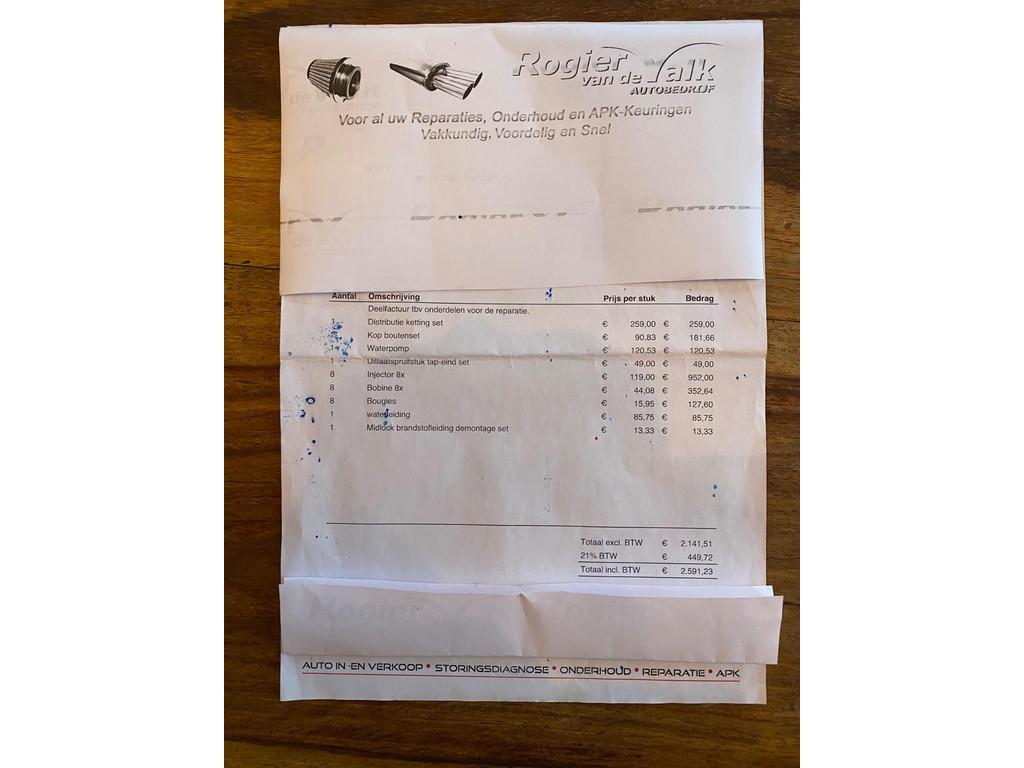 Rogier
van de Valk
AUTOBEDRIJF
Voor al uw Reparaties, Onderhoud en APK-Keuringen
Vakkundig, Voordelig en Snel
Aantal Omschrijving Prijs per stuk Bedrag
Deelfactuur tbv onderdelen voor de reparatie.
1 Distributie ketting set € 259,00 € 259,00
Kop boutenset € 90,83 € 181,66
1 Waterpomp € 120,53 € 120,53
1 Uitlaatspruitstuk tap-eind set € 49,00 € 49,00
8 Injector 8x € 119,00 € 952,00
8 Bobine 8x € 44,08 € 352,64
8 Bougies € 15,95 € 127,60
1 waterleiding € 85,75 € 85,75
1 Midlock brandstofleiding demontage set € 13,33 € 13,33
Totaal excl. BTW € 2.141,51
21% BTW € 449,72
Totaal incl. BTW € 2.591,23
AUTO IN -EN VERKOOP • STORINGSDIAGNOSE • ONDERHOUD • REPARATIE • APK